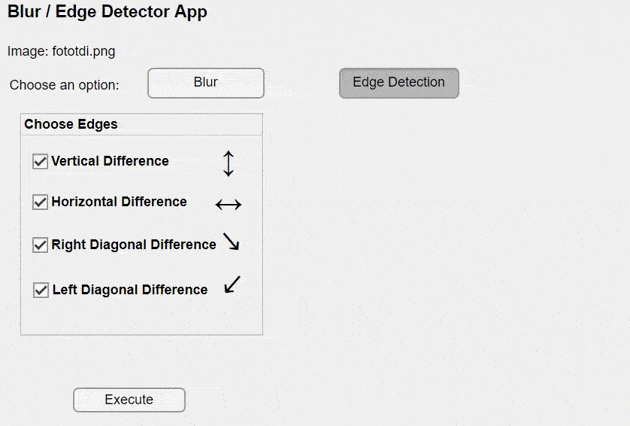 Blur / Edge Detector App
Image: fototdi.png
Choose an option: Blur Edge Detection
Choose Edges
Vertical Difference
Horizontal Difference
Right Diagonal Difference
Left Diagonal Difference
Execute